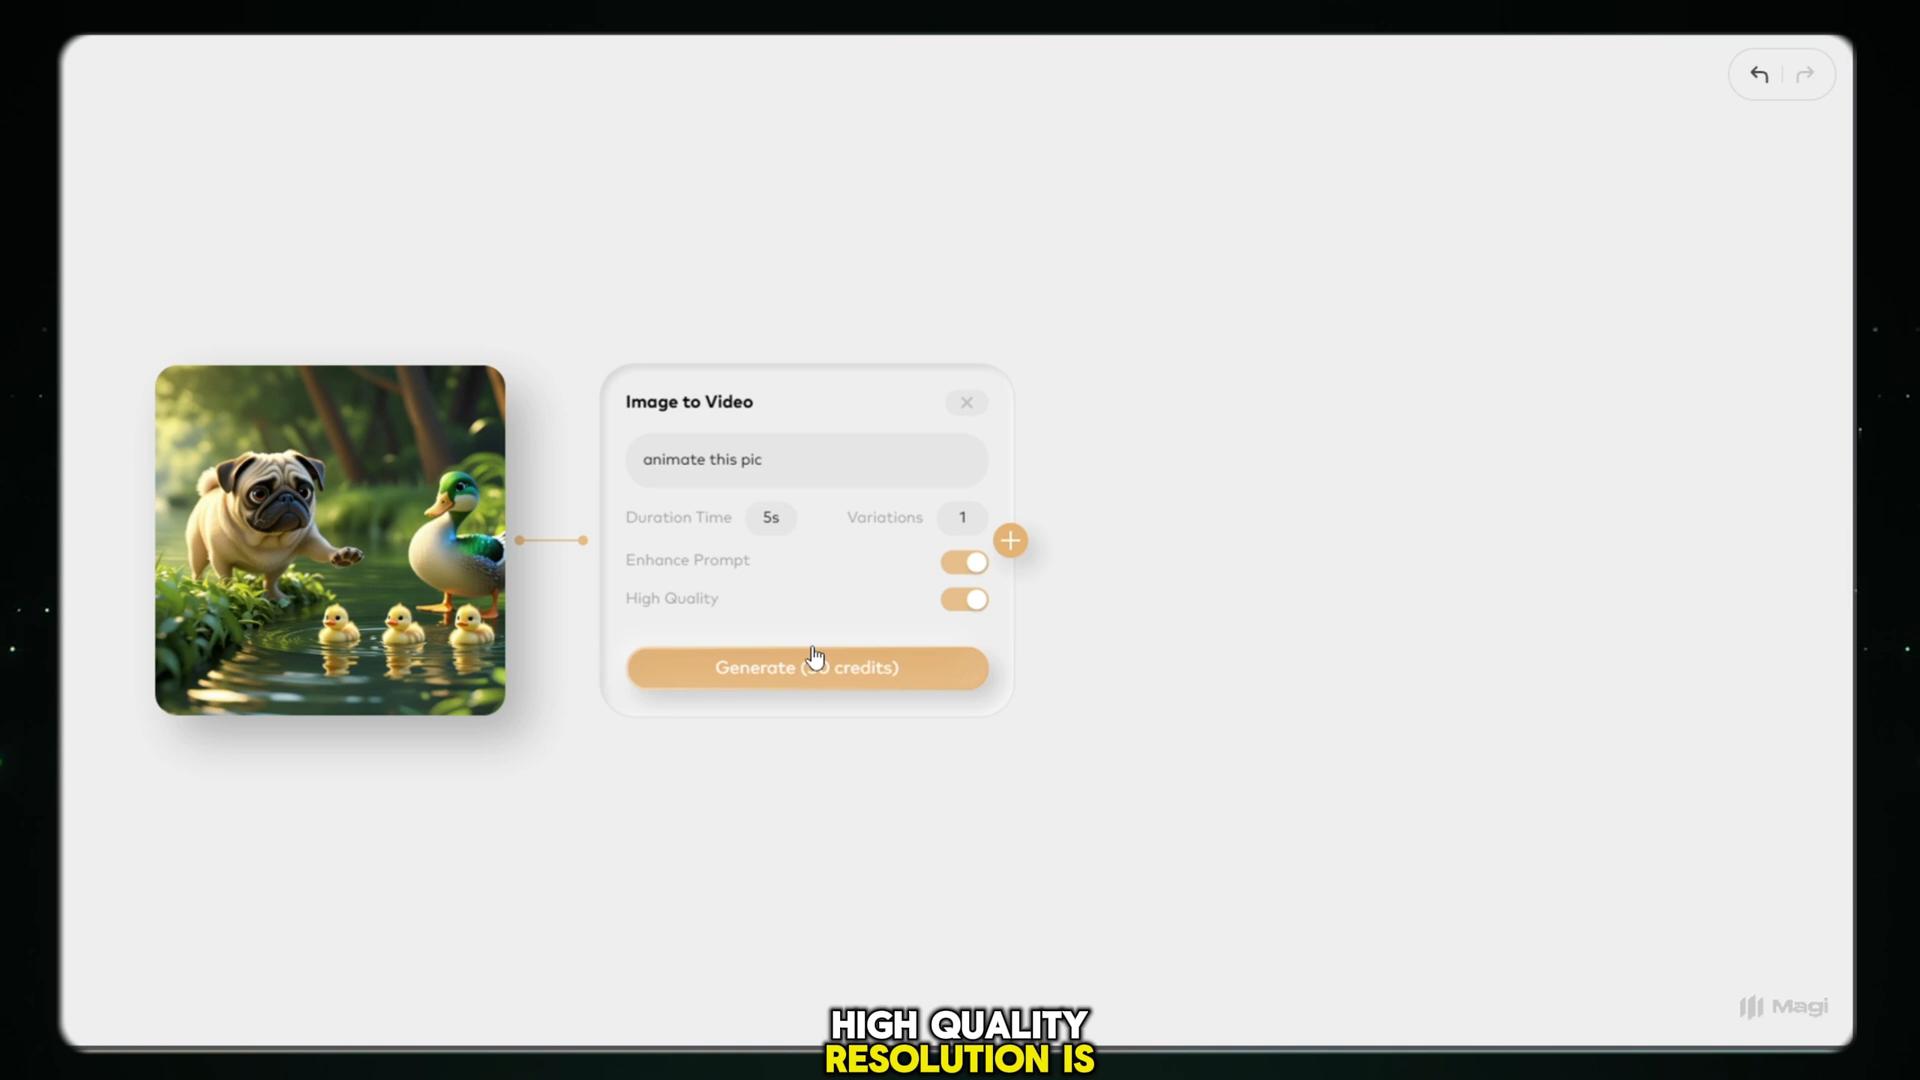 Image to Video
animate this pic
Duration Time 5s Variations 1
Enhance Prompt
High Quality
Generate ( credits)
Magi
HIGH QUALITY
RESOLUTION IS